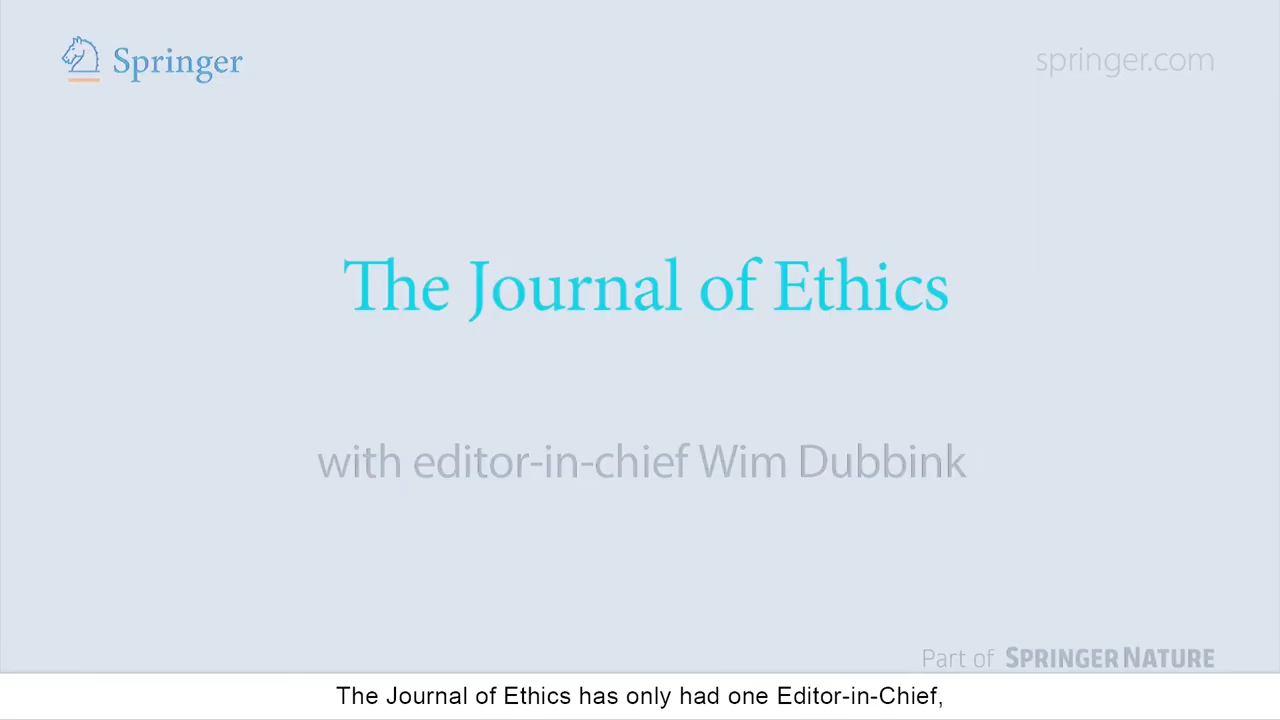 Springer
springer.com
The Journal of Ethics
with editor-in-chief Wim Dubbink
Part of SPRINGER NATURE
The Journal of Ethics has only had one Editor-in-Chief,